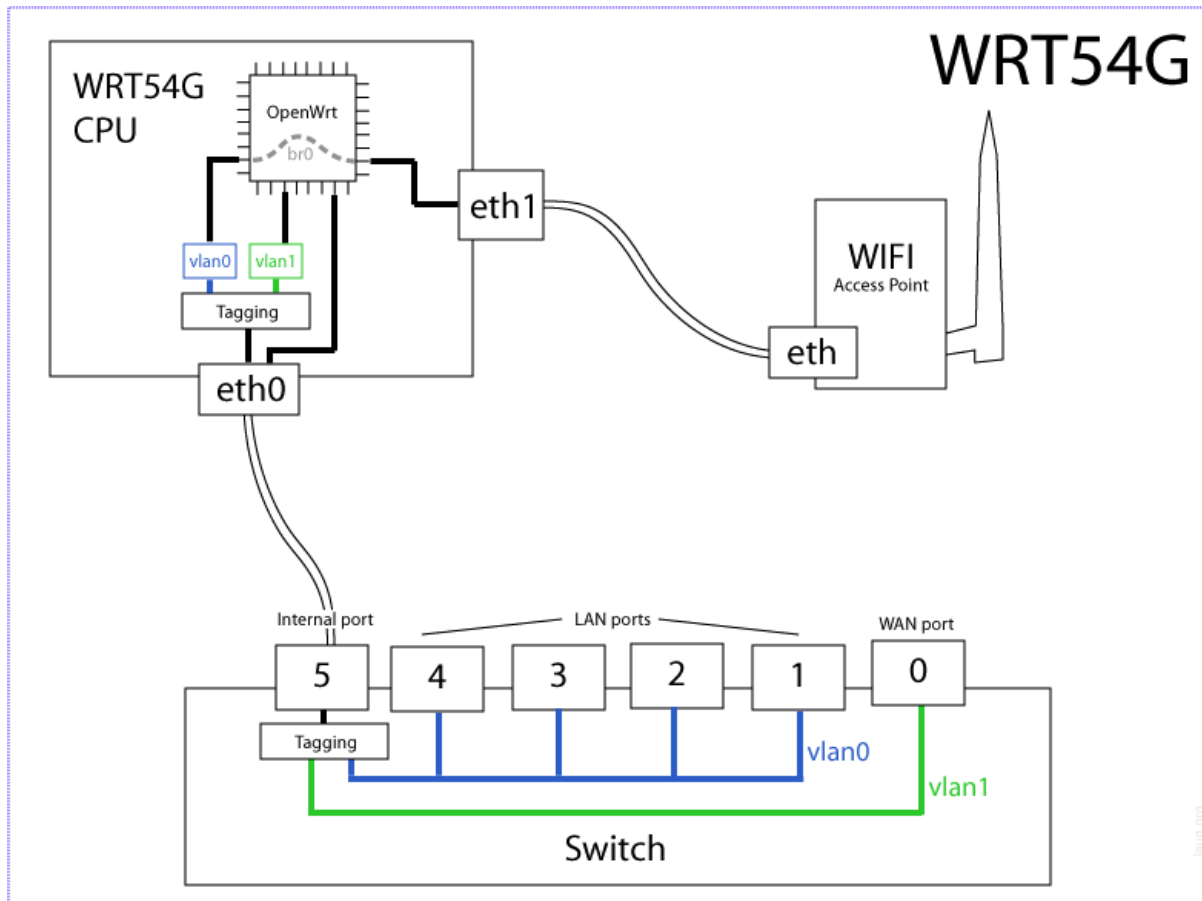 WRT54G
WRT54G
CPU
OpenWrt
br0
eth1
vlan0
vlan1
Tagging
eth0
WIFI
Access Point
eth
Internal port
LAN ports
WAN port
5
4
3
2
1
0
Tagging
vlan0
vlan1
Switch